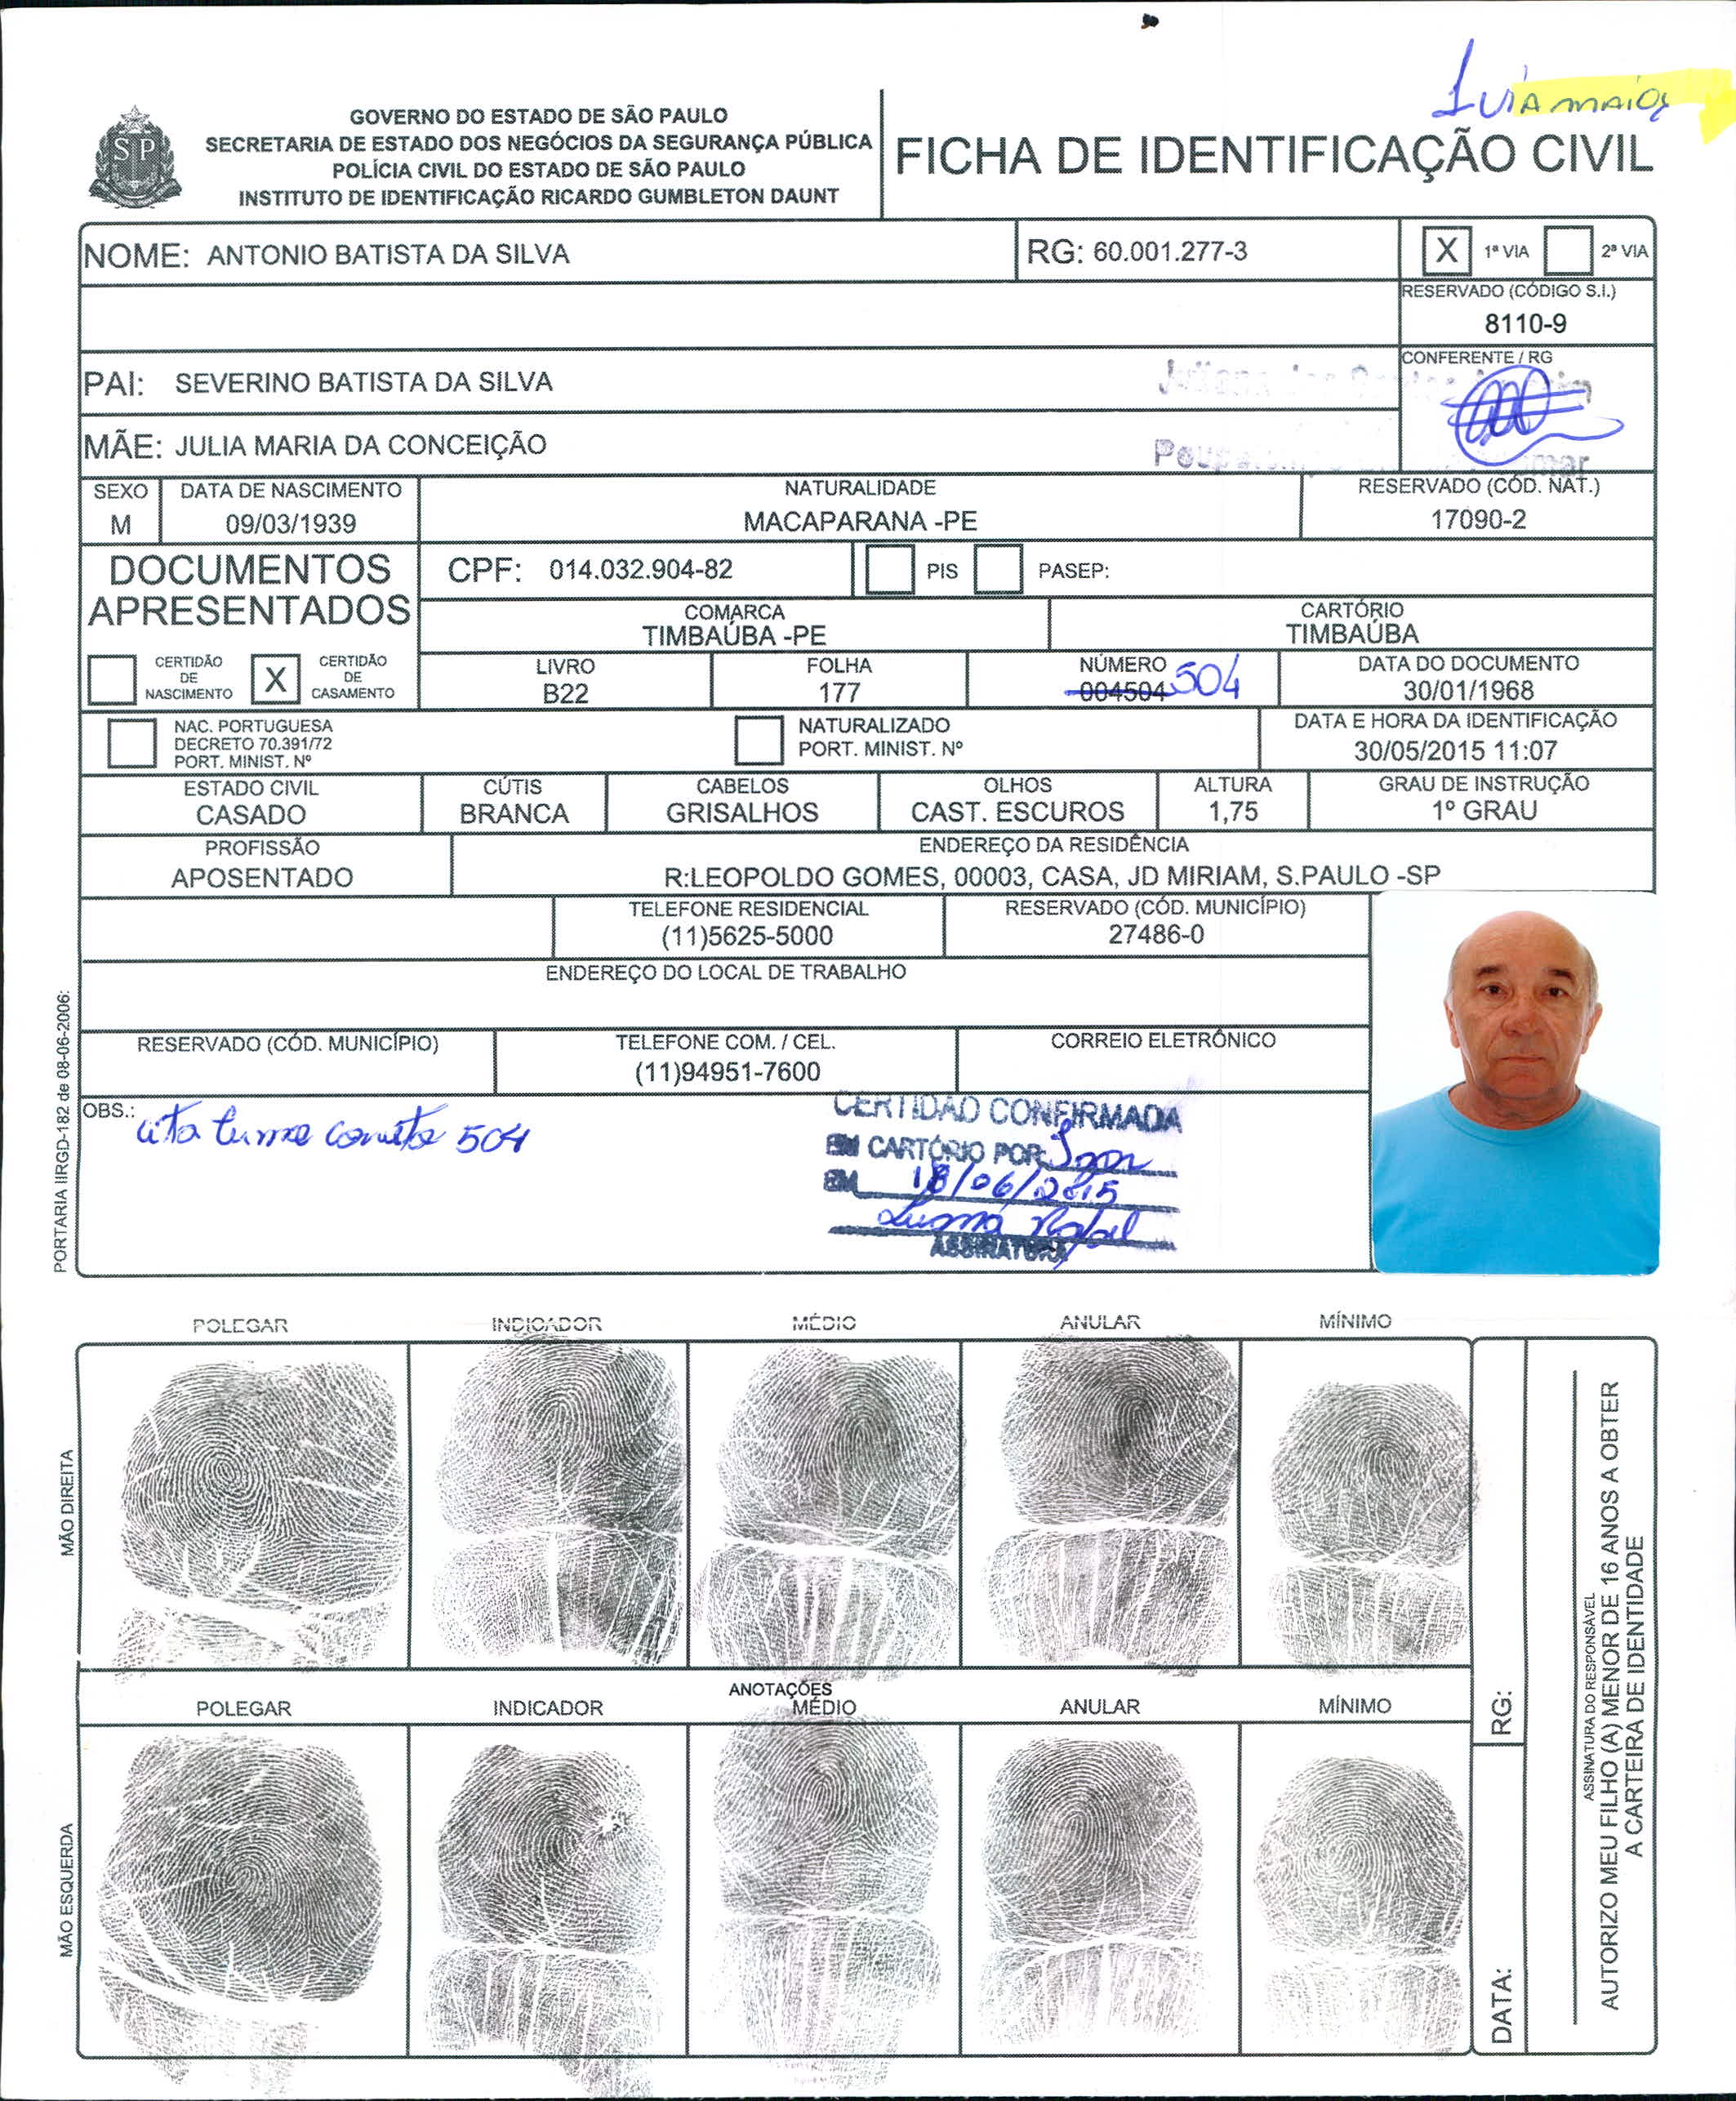 1 VIA MAIOR
GOVERNO DO ESTADO DE SÃO PAULO
SECRETARIA DE ESTADO DOS NEGÓCIOS DA SEGURANÇA PÚBLICA
POLÍCIA CIVIL DO ESTADO DE SÃO PAULO
INSTITUTO DE IDENTIFICAÇÃO RICARDO GUMBLETON DAUNT
SP
FICHA DE IDENTIFICAÇÃO CIVIL
NOME: ANTONIO BATISTA DA SILVA RG: 60.001.277-3 X 1ª VIA 2ª VIA
RESERVADO (CÓDIGO S.I.)
8110-9
PAI: SEVERINO BATISTA DA SILVA
CONFERENTE / RG
MÃE: JULIA MARIA DA CONCEIÇÃO
SEXO DATA DE NASCIMENTO NATURALIDADE RESERVADO (CÓD. NAT.)
M 09/03/1939 MACAPARANA -PE 17090-2
DOCUMENTOS APRESENTADOS
CPF: 014.032.904-82 PIS PASEP:
COMARCA CARTÓRIO
TIMBAÚBA -PE TIMBAÚBA
CERTIDÃO DE NASCIMENTO X CERTIDÃO DE CASAMENTO
LIVRO FOLHA NÚMERO DATA DO DOCUMENTO
B22 177 004504 504 30/01/1968
NAC. PORTUGUESA
DECRETO 70.391/72
PORT. MINIST. Nº
NATURALIZADO
PORT. MINIST. Nº
DATA E HORA DA IDENTIFICAÇÃO
30/05/2015 11:07
ESTADO CIVIL CÚTIS CABELOS OLHOS ALTURA GRAU DE INSTRUÇÃO
CASADO BRANCA GRISALHOS CAST. ESCUROS 1,75 1º GRAU
PROFISSÃO ENDEREÇO DA RESIDÊNCIA
APOSENTADO R:LEOPOLDO GOMES, 00003, CASA, JD MIRIAM, S.PAULO -SP
TELEFONE RESIDENCIAL RESERVADO (CÓD. MUNICÍPIO)
(11)5625-5000 27486-0
ENDEREÇO DO LOCAL DE TRABALHO
RESERVADO (CÓD. MUNICÍPIO) TELEFONE COM. / CEL. CORREIO ELETRÔNICO
(11)94951-7600
OBS.: 504
CERTIDAO CONFIRMADA
EM CARTÓRIO POR:
EM 18/06/2015
ASSINATURA
PORTARIA IIRGD-182 de 08-06-2006:
POLEGAR INDICADOR MÉDIO ANULAR MÍNIMO
MÃO DIREITA
ANOTAÇÕES
POLEGAR INDICADOR MÉDIO ANULAR MÍNIMO
MÃO ESQUERDA
RG:
DATA:
ASSINATURA DO RESPONSÁVEL
AUTORIZO MEU FILHO (A) MENOR DE 16 ANOS A OBTER
A CARTEIRA DE IDENTIDADE